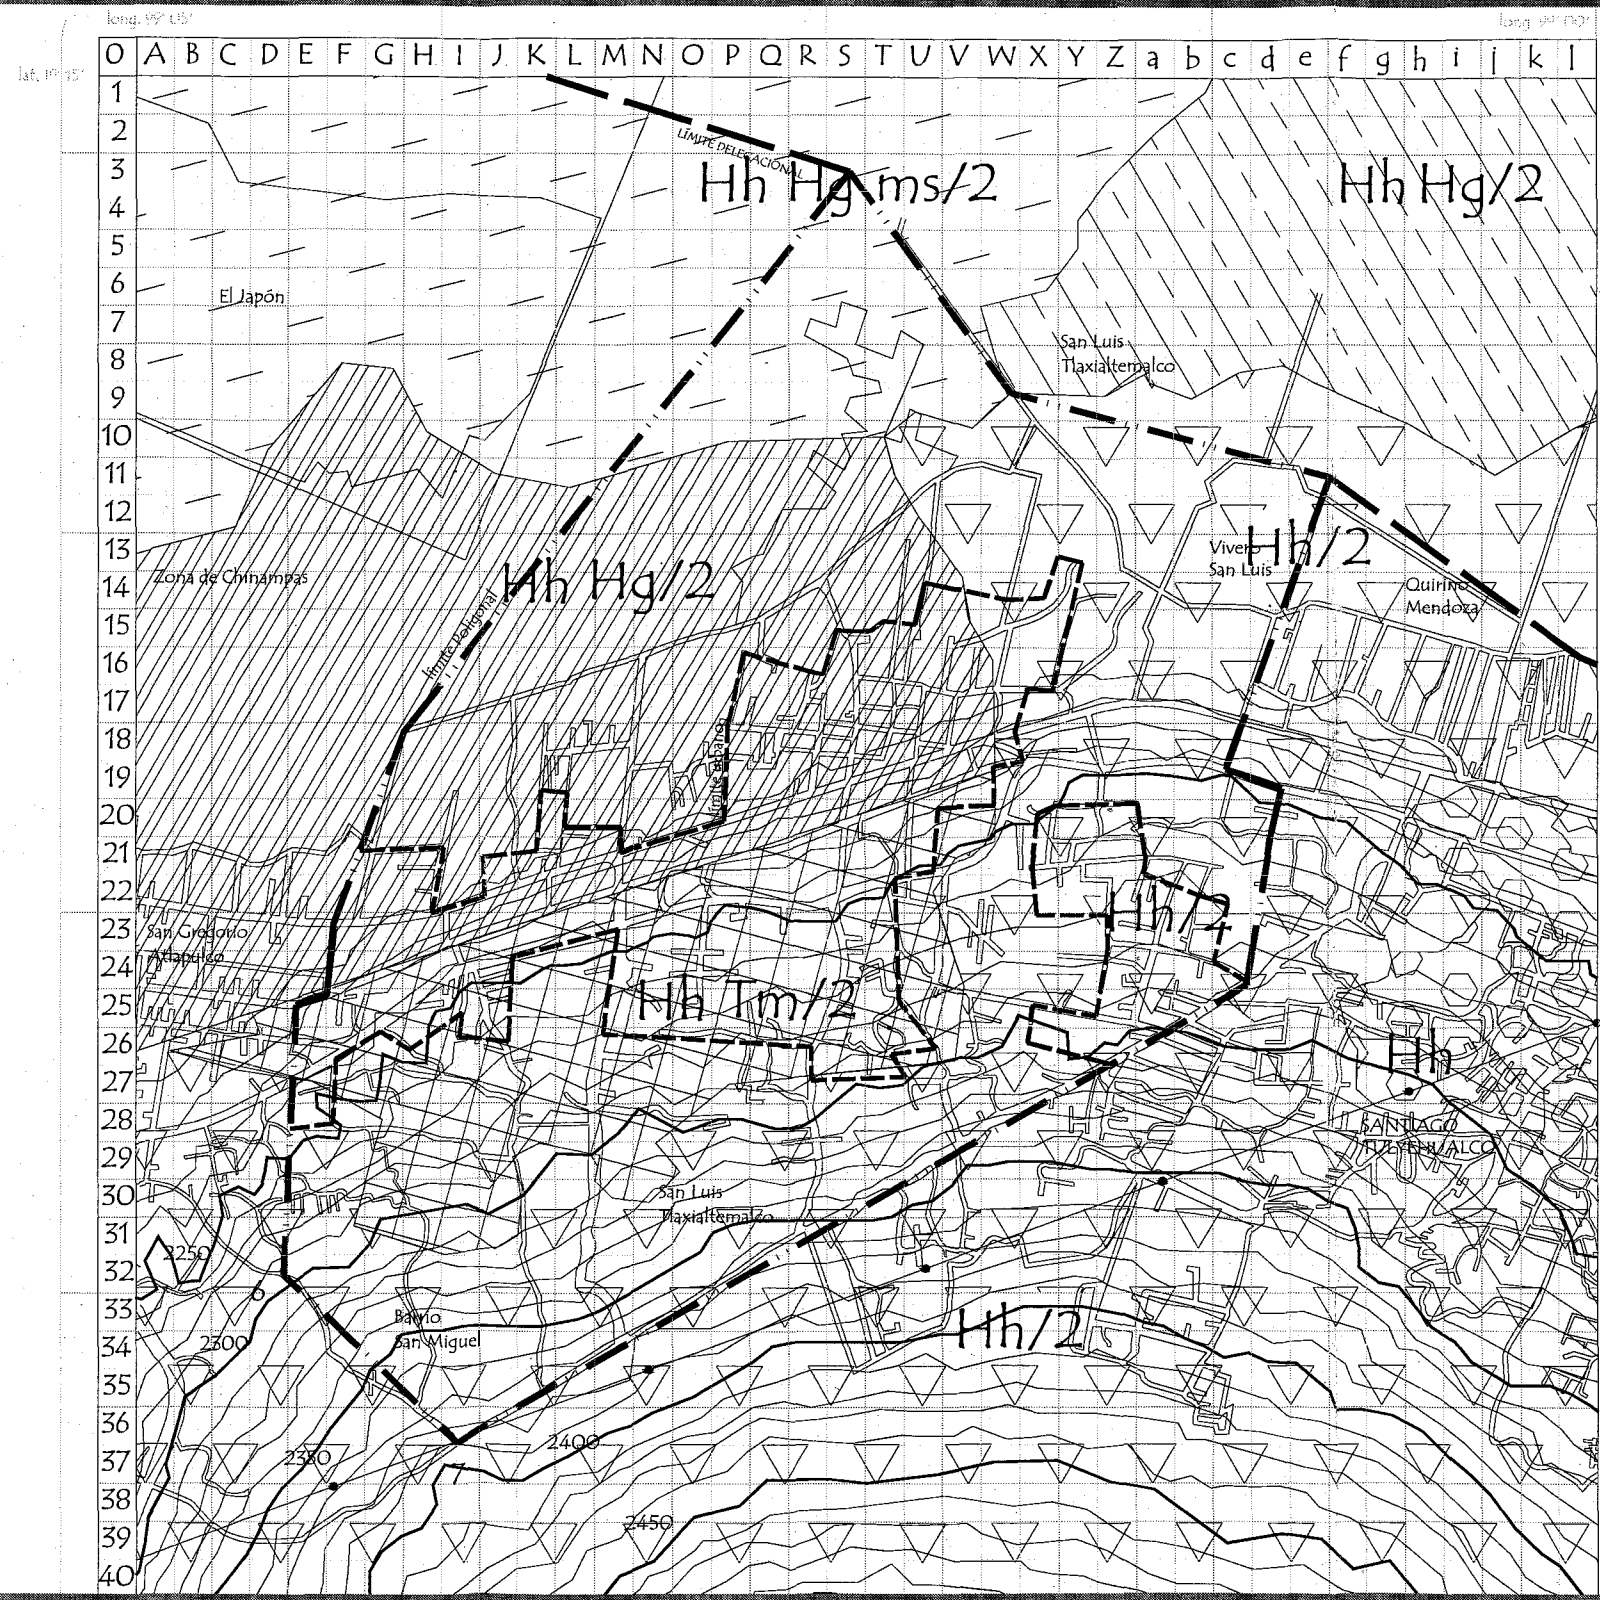 long. 99° 05'
long. 99° 00'
lat. 19° 15'
0 A B C D E F G H I J K L M N O P Q R S T U V W X Y Z a b c d e f g h i j k l
1
2
LÍMITE DELEGACIONAL
3
Hh Hg ms/2
Hh Hg/2
4
5
6
El Japón
7
8
San Luis
Tlaxialtemalco
9
10
11
12
13
Hh/2
Vivero
San Luis
14
Zona de Chinampas
Hh Hg/2
Quirino
Mendoza
15
límite Poligonal
16
17
18
límite urbano
19
20
21
22
Hh/2
23
San Gregorio
Atlapulco
24
25
Hh Tm/2
26
Hh
27
28
SANTIAGO
TULYEHUALCO
29
30
San Luis
Tlaxialtemalco
31
2250
32
33
Barrio
San Miguel
34
2300
Hh/2
35
36
2400
37
2350
38
39
2450
40